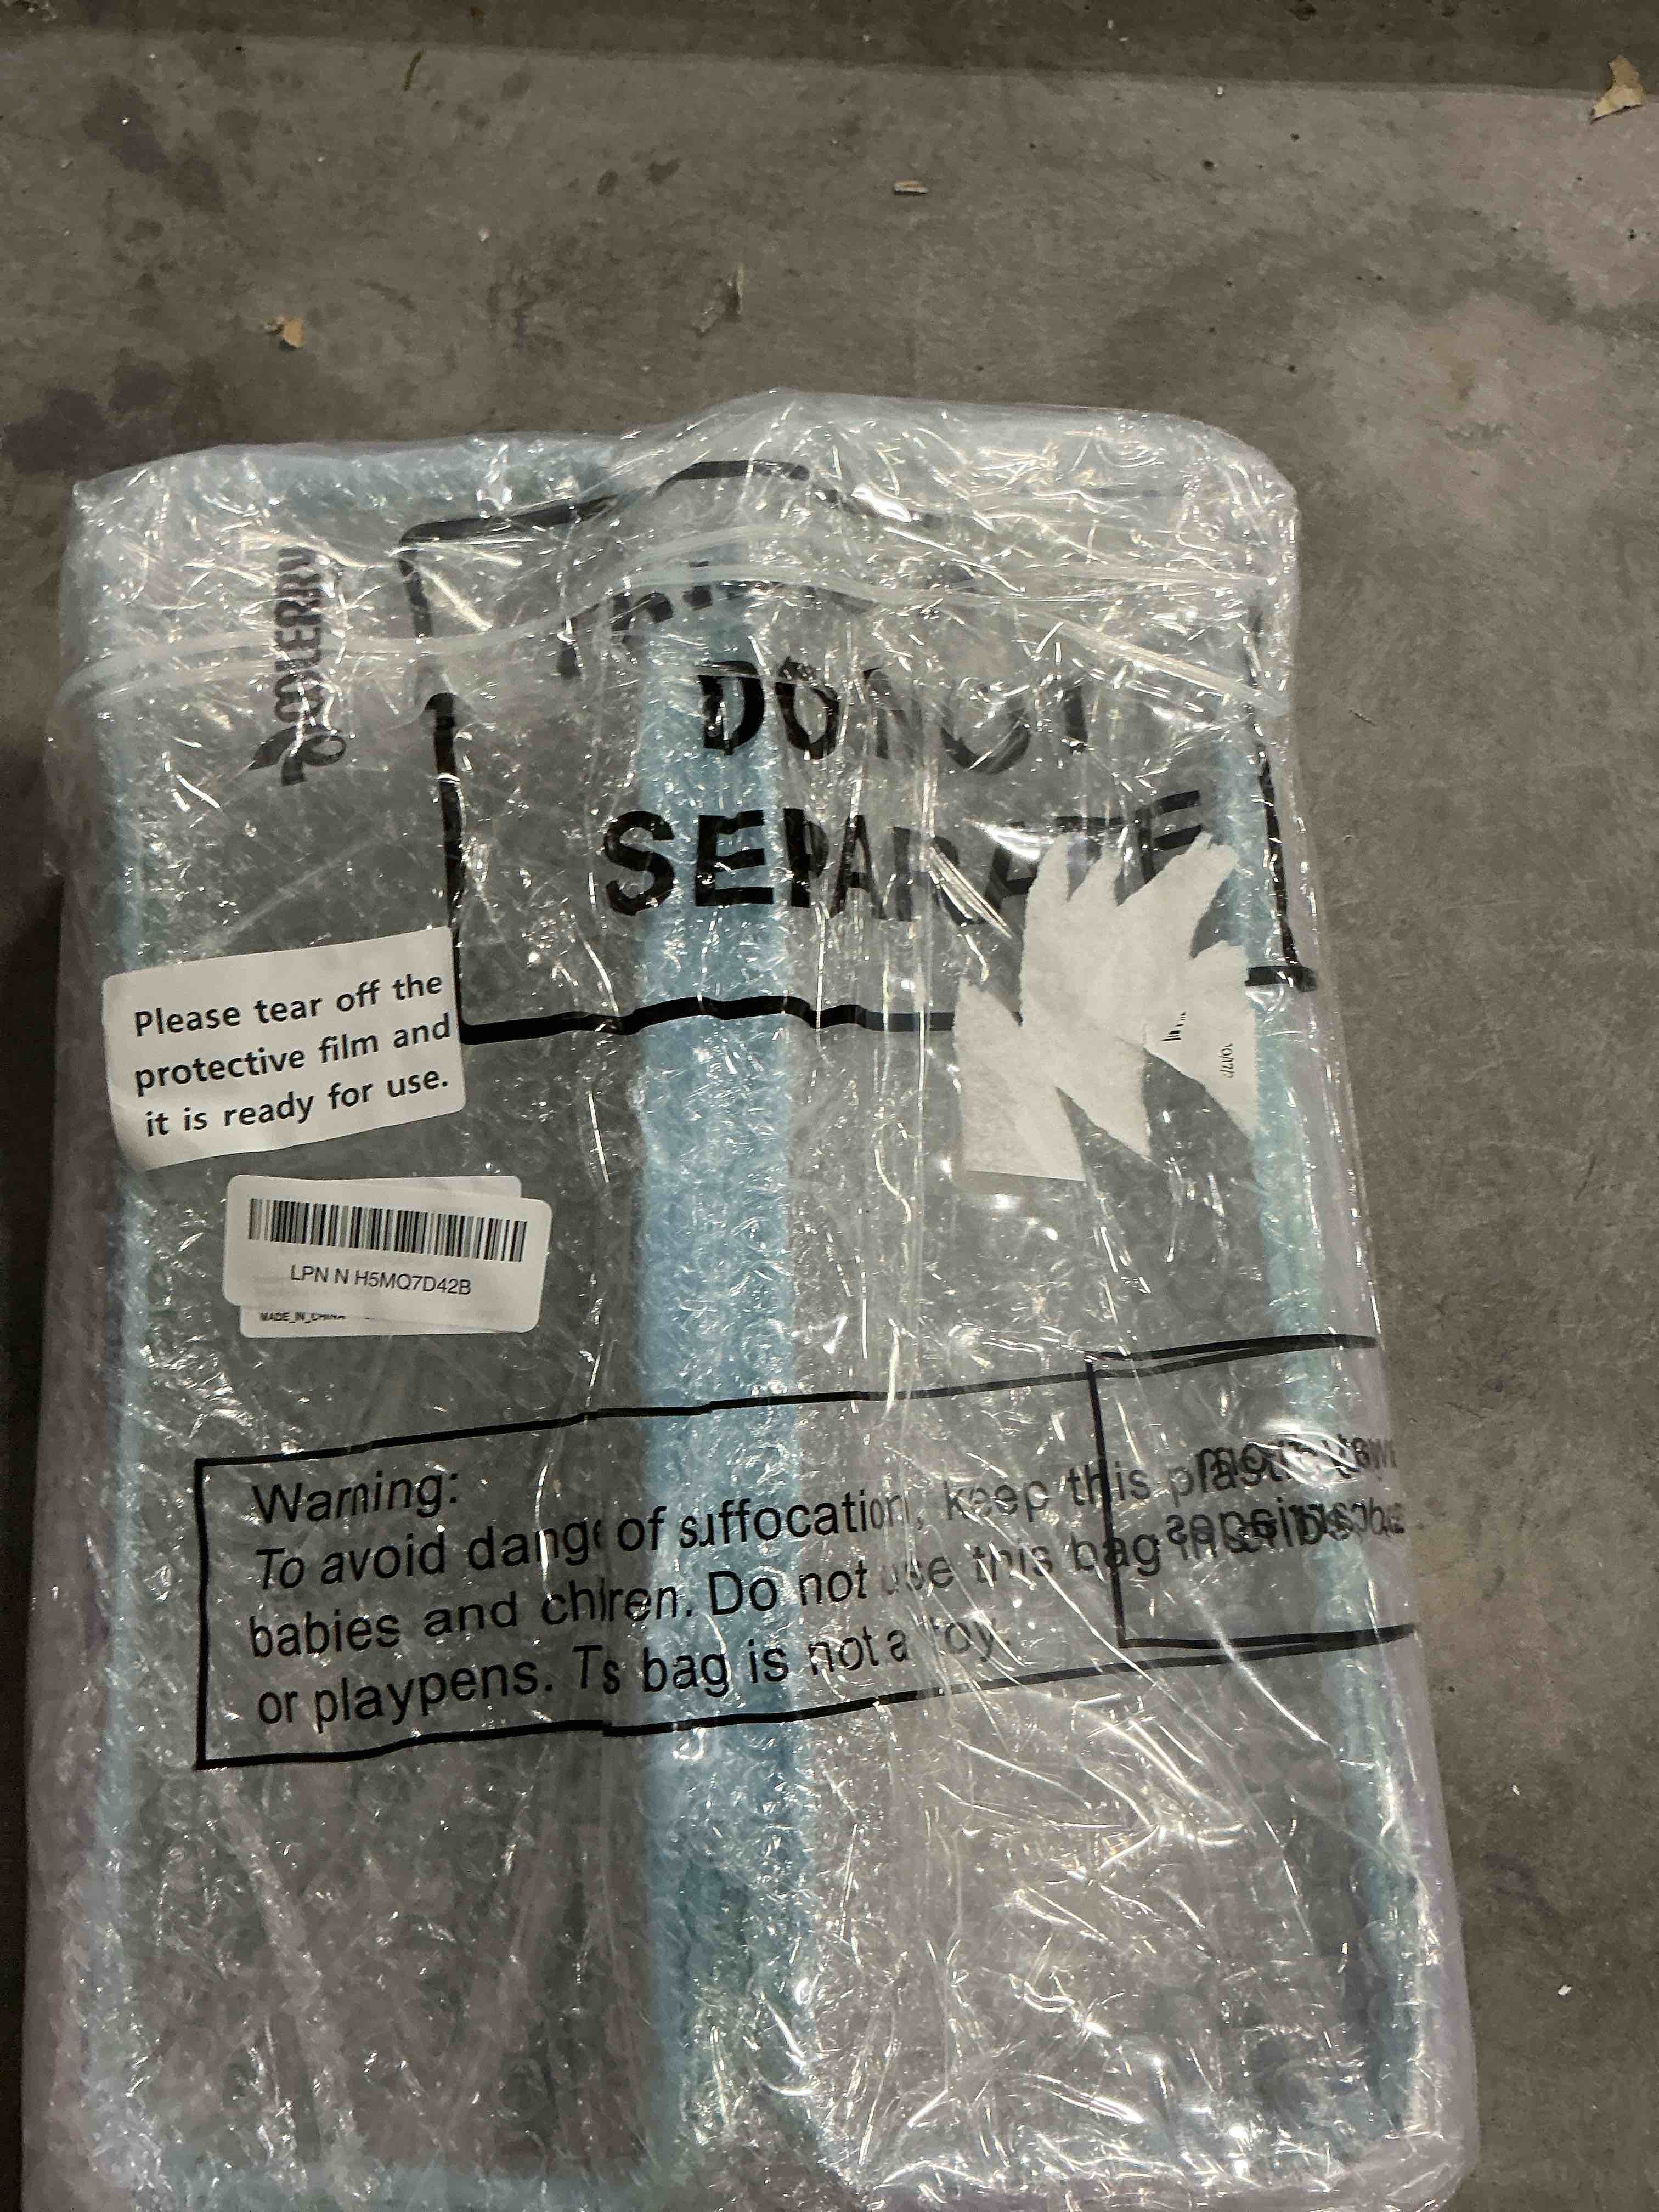 DO NOT
SEPARATE
Please tear off the
protective film and
it is ready for use.
LPN N H5MQ7D42B
MADE_IN_CHINA
Warning:
To avoid dang of suffocation, keep this
babies and chlren. Do not use this bag in
or playpens. Ts bag is not a toy.